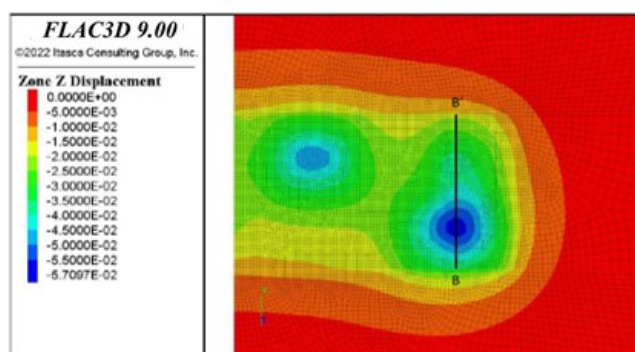 FLAC3D 9.00
©2022 Itasca Consulting Group, Inc.
Zone Z Displacement
0.0000E+00
-5.0000E-03
-1.0000E-02
-1.5000E-02
-2.0000E-02
-2.5000E-02
-3.0000E-02
-3.5000E-02
-4.0000E-02
-4.5000E-02
-5.0000E-02
-5.5000E-02
-5.7097E-02
B'
B